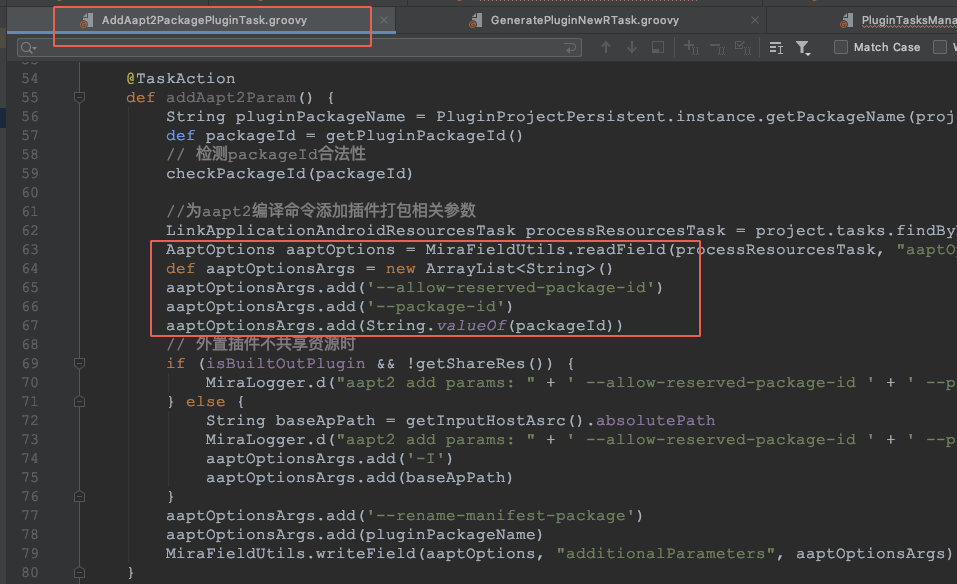 AddAapt2PackagePluginTask.groovy
GeneratePluginNewRTask.groovy
PluginTasksMana
Match Case
W
53
54 @TaskAction
55 def addAapt2Param() {
56 String pluginPackageName = PluginProjectPersistent.instance.getPackageName(proj
57 def packageId = getPluginPackageId()
58 // 检测packageId合法性
59 checkPackageId(packageId)
60
61 //为aapt2编译命令添加插件打包相关参数
62 LinkApplicationAndroidResourcesTask processResourcesTask = project.tasks.findBy
63 AaptOptions aaptOptions = MiraFieldUtils.readField(processResourcesTask, "aaptO
64 def aaptOptionsArgs = new ArrayList<String>()
65 aaptOptionsArgs.add('--allow-reserved-package-id')
66 aaptOptionsArgs.add('--package-id')
67 aaptOptionsArgs.add(String.valueOf(packageId))
68 // 外置插件不共享资源时
69 if (isBuiltOutPlugin && !getShareRes()) {
70 MiraLogger.d("aapt2 add params: " + ' --allow-reserved-package-id ' + ' --p
71 } else {
72 String baseApPath = getInputHostAsrc().absolutePath
73 MiraLogger.d("aapt2 add params: " + ' --allow-reserved-package-id ' + ' --p
74 aaptOptionsArgs.add('-I')
75 aaptOptionsArgs.add(baseApPath)
76 }
77 aaptOptionsArgs.add('--rename-manifest-package')
78 aaptOptionsArgs.add(pluginPackageName)
79 MiraFieldUtils.writeField(aaptOptions, "additionalParameters", aaptOptionsArgs)
80 }